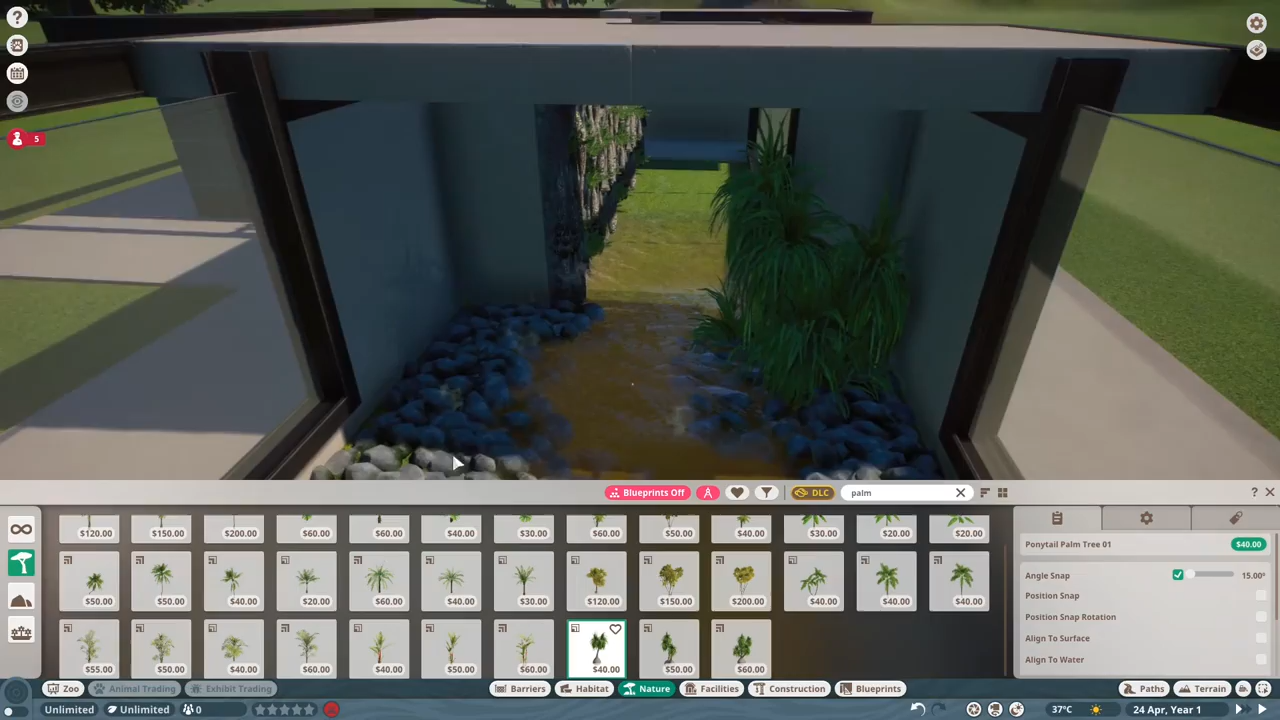 ?
5
Blueprints Off
DLC
palm
?
$120.00 $150.00 $200.00 $60.00 $60.00 $40.00 $30.00 $60.00 $50.00 $40.00 $30.00 $20.00 $20.00
$50.00 $50.00 $40.00 $20.00 $60.00 $40.00 $30.00 $120.00 $150.00 $200.00 $40.00 $40.00 $40.00
$55.00 $50.00 $40.00 $60.00 $40.00 $50.00 $60.00 $40.00 $50.00 $60.00
Ponytail Palm Tree 01 $40.00
Angle Snap 15.00°
Position Snap
Position Snap Rotation
Align To Surface
Align To Water
Zoo Animal Trading Exhibit Trading Barriers Habitat Nature Facilities Construction Blueprints Paths Terrain
Unlimited Unlimited 0 37°C 24 Apr, Year 1